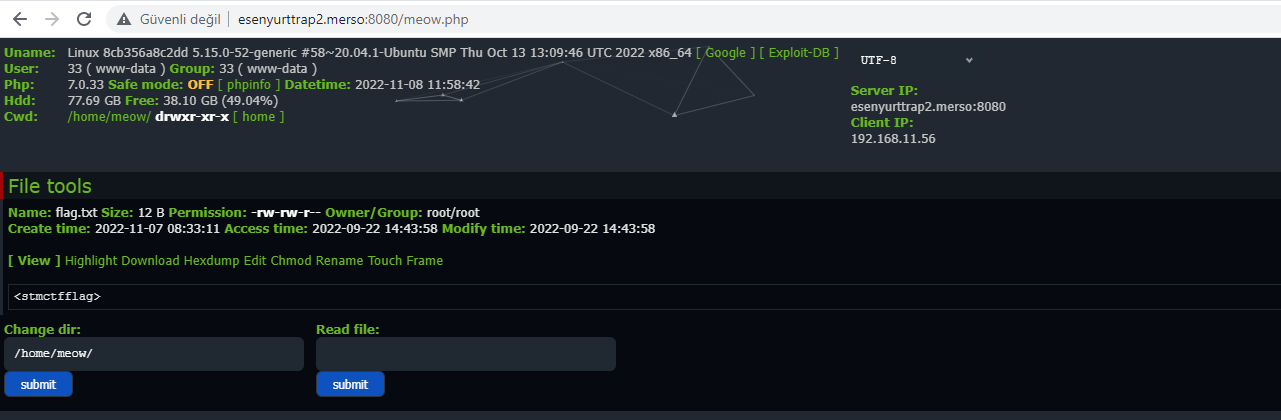 Güvenli değil esenyurttrap2.merso:8080/meow.php
Uname: Linux 8cb356a8c2dd 5.15.0-52-generic #58~20.04.1-Ubuntu SMP Thu Oct 13 13:09:46 UTC 2022 x86_64 [ Google ] [ Exploit-DB ]
User: 33 ( www-data ) Group: 33 ( www-data )
Php: 7.0.33 Safe mode: OFF [ phpinfo ] Datetime: 2022-11-08 11:58:42
Hdd: 77.69 GB Free: 38.10 GB (49.04%)
Cwd: /home/meow/ drwxr-xr-x [ home ]
UTF-8
Server IP:
esenyurttrap2.merso:8080
Client IP:
192.168.11.56
File tools
Name: flag.txt Size: 12 B Permission: -rw-rw-r-- Owner/Group: root/root
Create time: 2022-11-07 08:33:11 Access time: 2022-09-22 14:43:58 Modify time: 2022-09-22 14:43:58
[ View ] Highlight Download Hexdump Edit Chmod Rename Touch Frame
<stmctfflag>
Change dir:
/home/meow/
submit
Read file:
submit